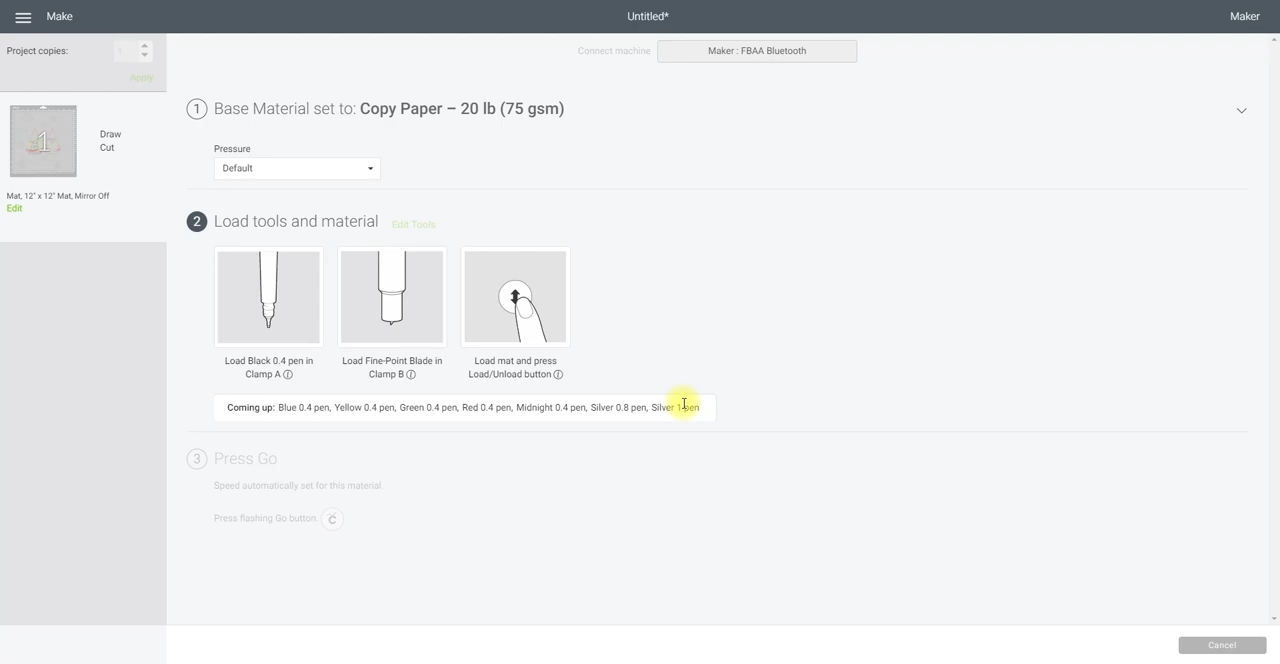 Make
Untitled*
Maker
Project copies:
1
Apply
Connect machine
Maker : FBAA Bluetooth
1
Draw
Cut
Mat, 12" x 12" Mat, Mirror Off
Edit
1 Base Material set to: Copy Paper – 20 lb (75 gsm)
Pressure
Default
2 Load tools and material Edit Tools
Load Black 0.4 pen in
Clamp A
Load Fine-Point Blade in
Clamp B
Load mat and press
Load/Unload button
Coming up: Blue 0.4 pen, Yellow 0.4 pen, Green 0.4 pen, Red 0.4 pen, Midnight 0.4 pen, Silver 0.8 pen, Silver 1 pen
3 Press Go
Speed automatically set for this material.
Press flashing Go button.
Cancel